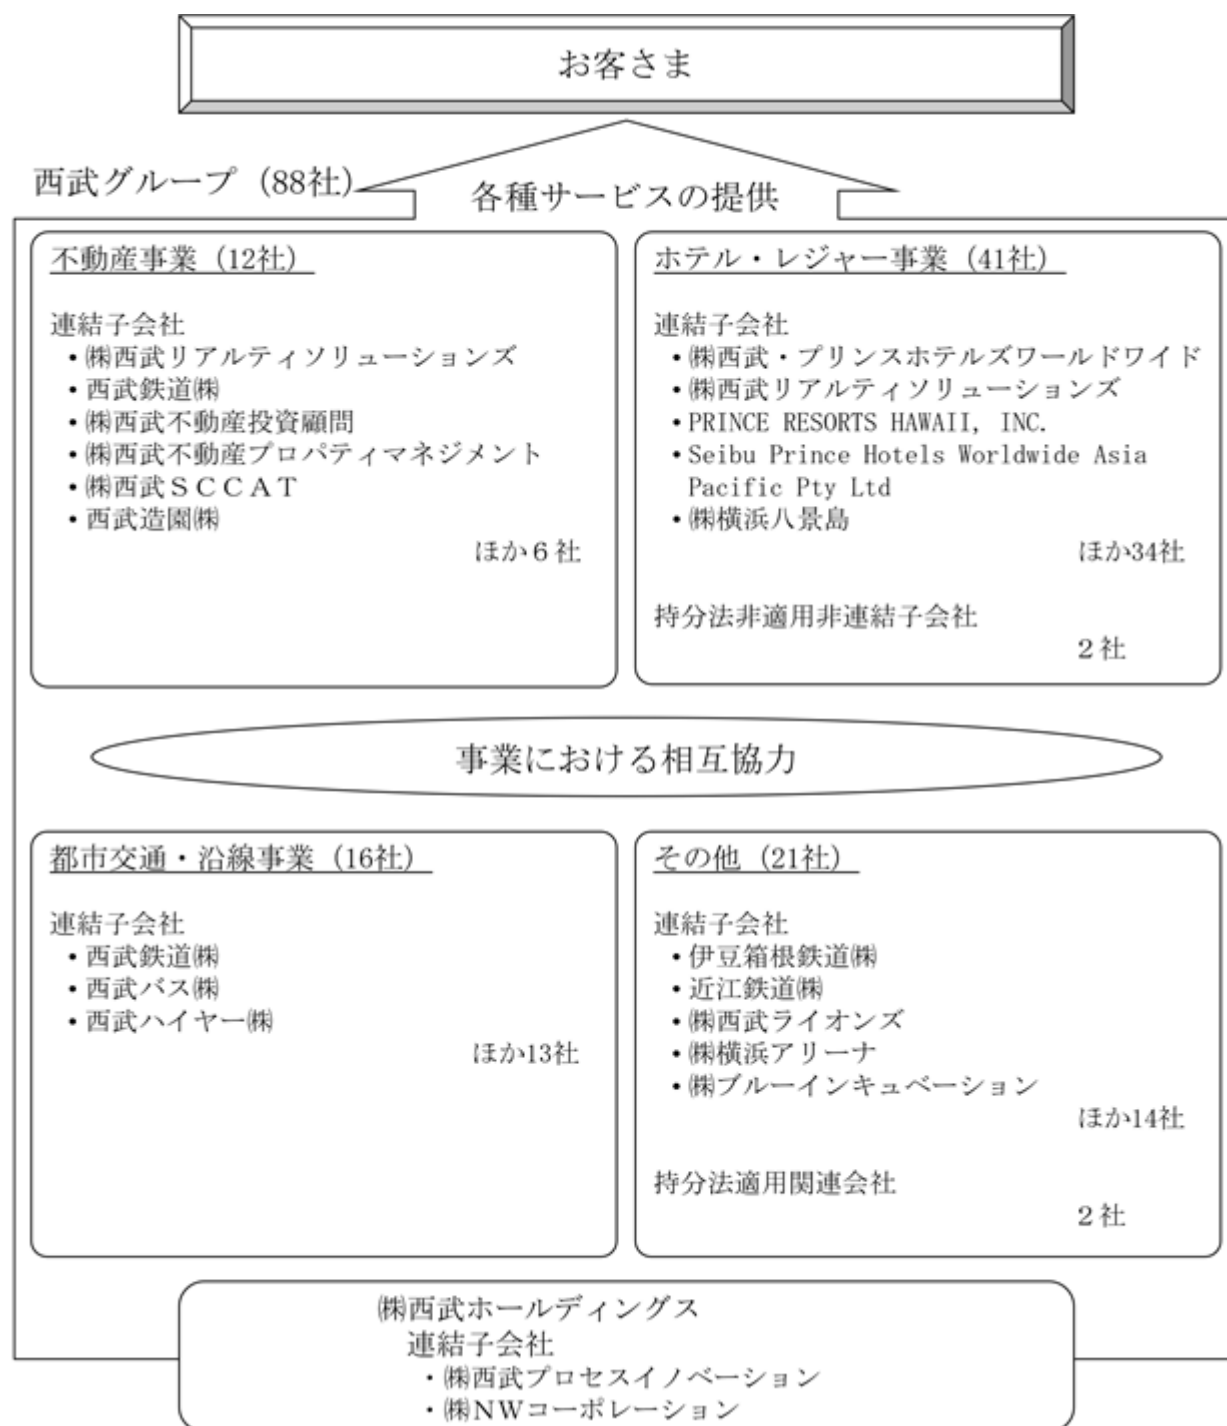 お客さま
西武グループ (88社)
各種サービスの提供
不動産事業 (12社)
連結子会社
・㈱西武リアルティソリューションズ
・西武鉄道㈱
・㈱西武不動産投資顧問
・㈱西武不動産プロパティマネジメント
・㈱西武ＳＣＣＡＴ
・西武造園㈱
ほか６社
ホテル・レジャー事業 (41社)
連結子会社
・㈱西武・プリンスホテルズワールドワイド
・㈱西武リアルティソリューションズ
・PRINCE RESORTS HAWAII, INC.
・Seibu Prince Hotels Worldwide Asia
Pacific Pty Ltd
・㈱横浜八景島
ほか34社
持分法非適用非連結子会社
２社
事業における相互協力
都市交通・沿線事業 (16社)
連結子会社
・西武鉄道㈱
・西武バス㈱
・西武ハイヤー㈱
ほか13社
その他 (21社)
連結子会社
・伊豆箱根鉄道㈱
・近江鉄道㈱
・㈱西武ライオンズ
・㈱横浜アリーナ
・㈱ブルーインキュベーション
ほか14社
持分法適用関連会社
２社
㈱西武ホールディングス
連結子会社
・㈱西武プロセスイノベーション
・㈱NWコーポレーション